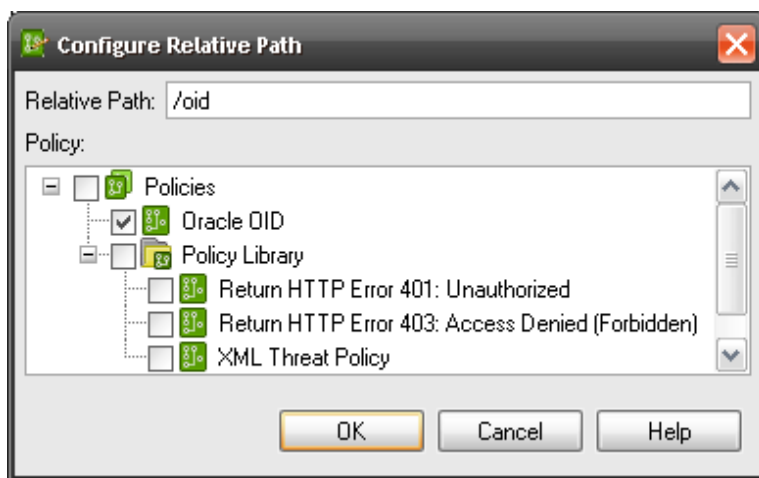 Configure Relative Path
Relative Path: /oid
Policy:
Policies
Oracle OID
Policy Library
Return HTTP Error 401: Unauthorized
Return HTTP Error 403: Access Denied (Forbidden)
XML Threat Policy
OK Cancel Help